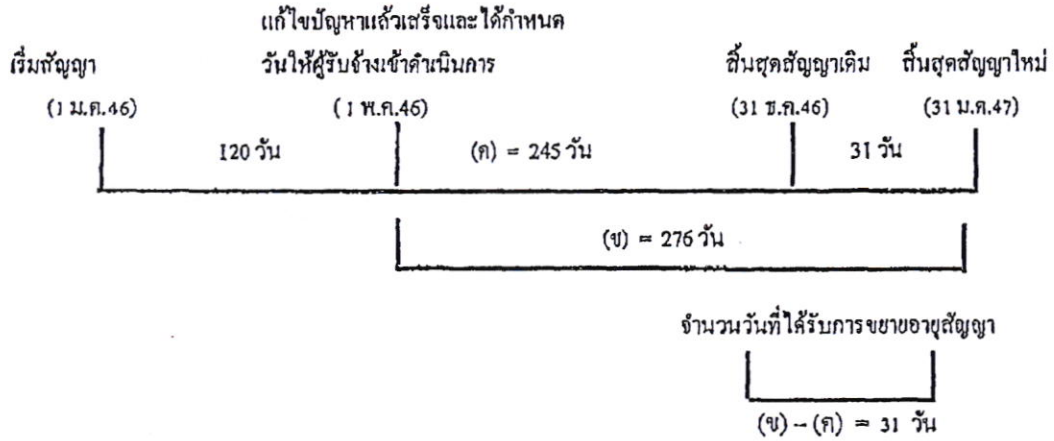 แก้ไขปัญหาแล้วเสร็จและได้กำหนด
เริ่มสัญญา วันให้ผู้รับจ้างเข้าดำเนินการ สิ้นสุดสัญญาเดิม สิ้นสุดสัญญาใหม่
(1 ม.ค.46) (1 พ.ค.46) (31 ธ.ค.46) (31 ม.ค.47)
120 วัน (ค) = 245 วัน 31 วัน
(ข) = 276 วัน
จำนวนวันที่ได้รับการขยายอายุสัญญา
(ข) – (ค) = 31 วัน